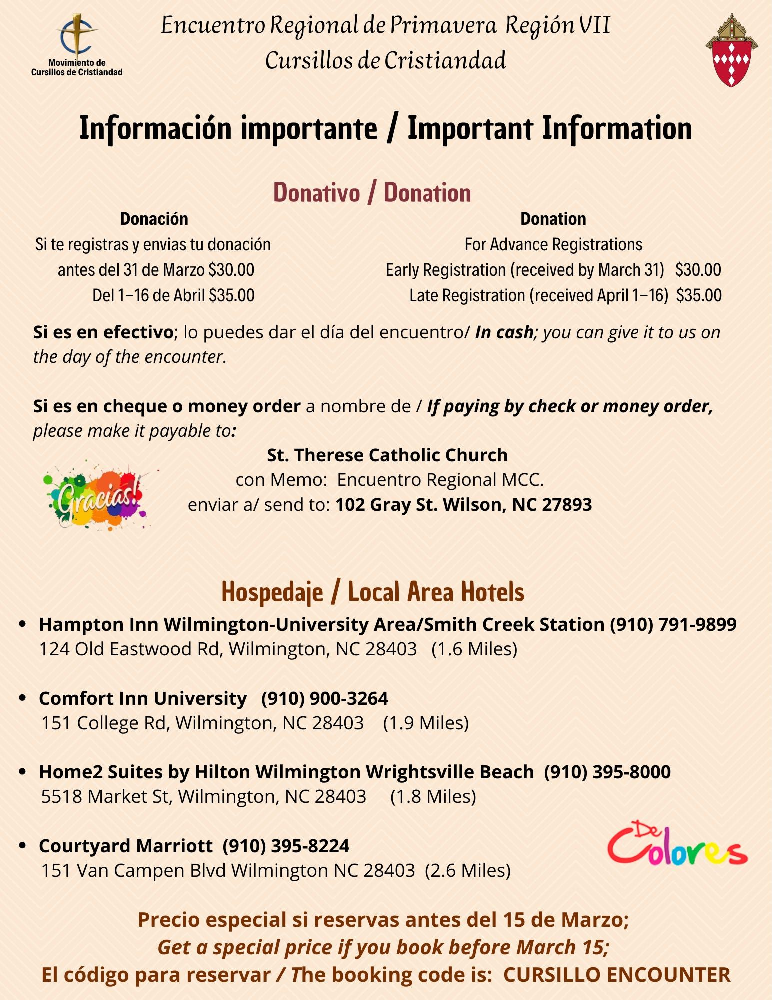 Encuentro Regional de Primavera Región VII
Cursillos de Cristiandad
Movimiento de
Cursillos de Cristiandad
Información importante / Important Information
Donativo / Donation
Donación
Si te registras y envias tu donación
antes del 31 de Marzo $30.00
Del 1–16 de Abril $35.00
Donation
For Advance Registrations
Early Registration (received by March 31) $30.00
Late Registration (received April 1–16) $35.00
Si es en efectivo; lo puedes dar el día del encuentro/ In cash; you can give it to us on
the day of the encounter.
Si es en cheque o money order a nombre de / If paying by check or money order,
please make it payable to:
St. Therese Catholic Church
con Memo: Encuentro Regional MCC.
enviar a/ send to: 102 Gray St. Wilson, NC 27893
Gracias!
Hospedaje / Local Area Hotels
• Hampton Inn Wilmington-University Area/Smith Creek Station (910) 791-9899
124 Old Eastwood Rd, Wilmington, NC 28403 (1.6 Miles)
• Comfort Inn University (910) 900-3264
151 College Rd, Wilmington, NC 28403 (1.9 Miles)
• Home2 Suites by Hilton Wilmington Wrightsville Beach (910) 395-8000
5518 Market St, Wilmington, NC 28403 (1.8 Miles)
• Courtyard Marriott (910) 395-8224
151 Van Campen Blvd Wilmington NC 28403 (2.6 Miles)
De
Colores
Precio especial si reservas antes del 15 de Marzo;
Get a special price if you book before March 15;
El código para reservar / The booking code is: CURSILLO ENCOUNTER